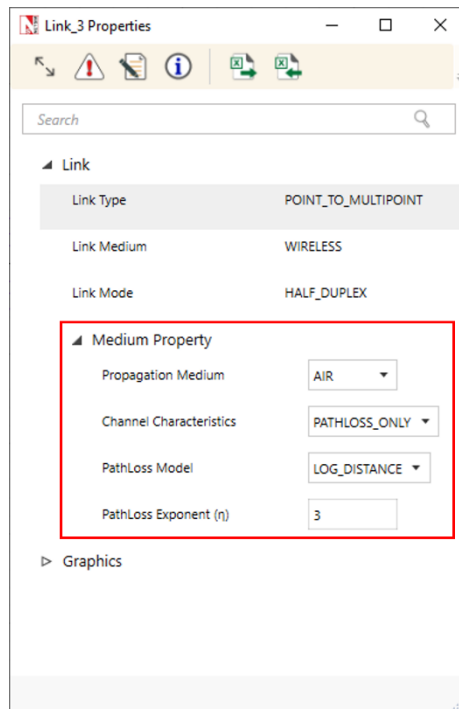 Link_3 Properties
Search
Link
Link Type POINT_TO_MULTIPOINT
Link Medium WIRELESS
Link Mode HALF_DUPLEX
Medium Property
Propagation Medium AIR
Channel Characteristics PATHLOSS_ONLY
PathLoss Model LOG_DISTANCE
PathLoss Exponent (η) 3
Graphics